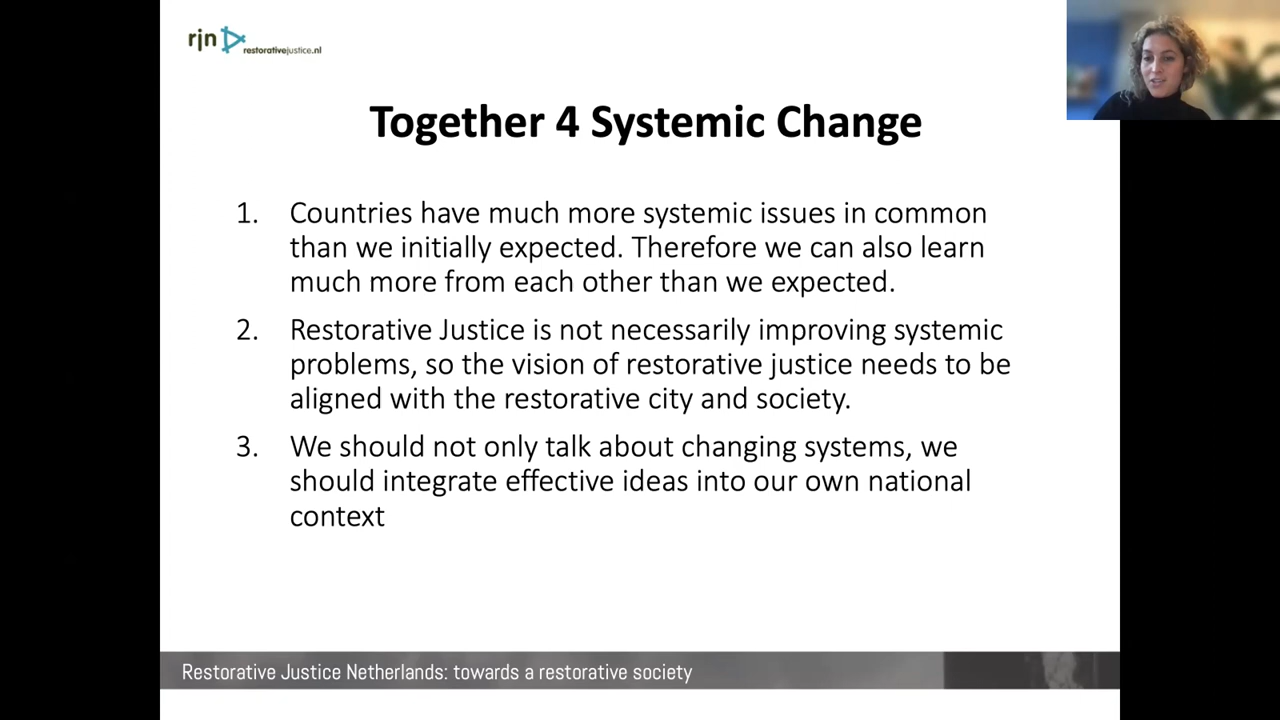 rjn
restorativejustice.nl
Together 4 Systemic Change
1. Countries have much more systemic issues in common
than we initially expected. Therefore we can also learn
much more from each other than we expected.
2. Restorative Justice is not necessarily improving systemic
problems, so the vision of restorative justice needs to be
aligned with the restorative city and society.
3. We should not only talk about changing systems, we
should integrate effective ideas into our own national
context
Restorative Justice Netherlands: towards a restorative society